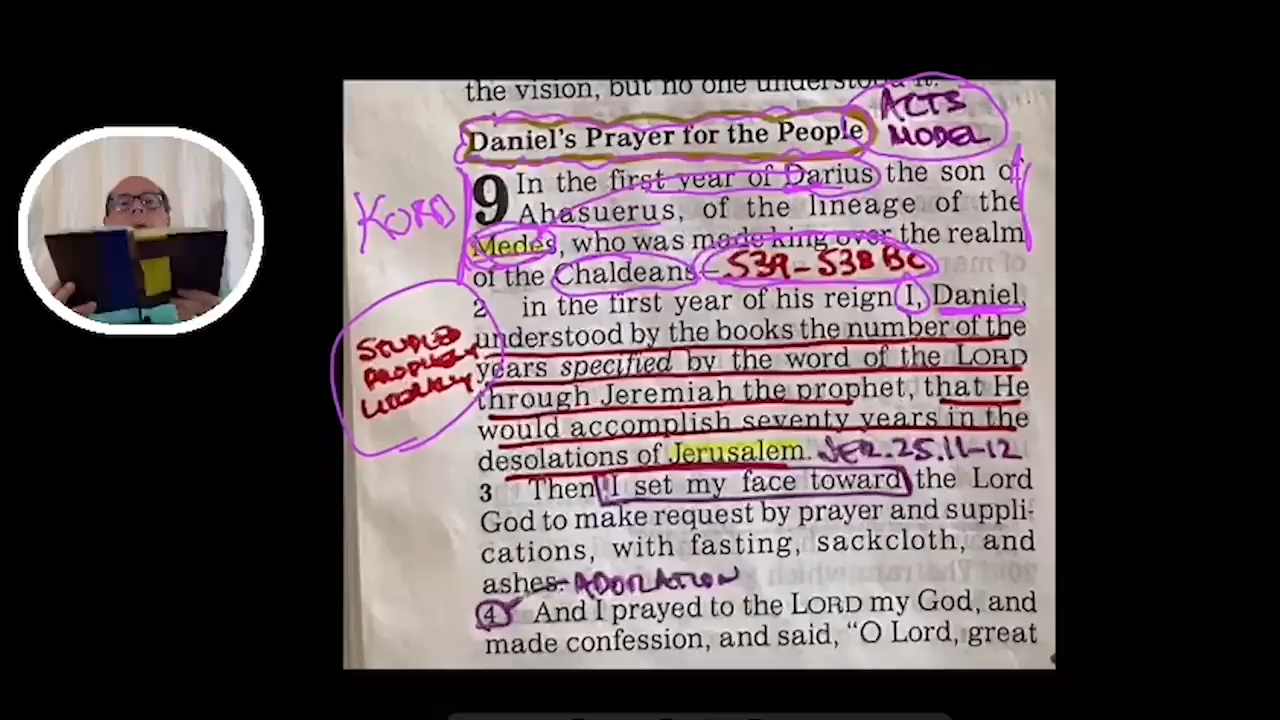 the vision, but no one understood it.
ACTS
MODEL
Daniel's Prayer for the People
KORD
9 In the first year of Darius the son of
Ahasuerus, of the lineage of the
Medes, who was made king over the realm
of the Chaldeans—
539-538 BC
2 in the first year of his reign I, Daniel,
understood by the books the number of the
years specified by the word of the LORD
through Jeremiah the prophet, that He
would accomplish seventy years in the
desolations of Jerusalem. JER.25.11-12
STUDIED
LITERALLY
3 Then I set my face toward the Lord
God to make request by prayer and suppli-
cations, with fasting, sackcloth, and
ashes. ADORATION
4 And I prayed to the LORD my God, and
made confession, and said, “O Lord, great